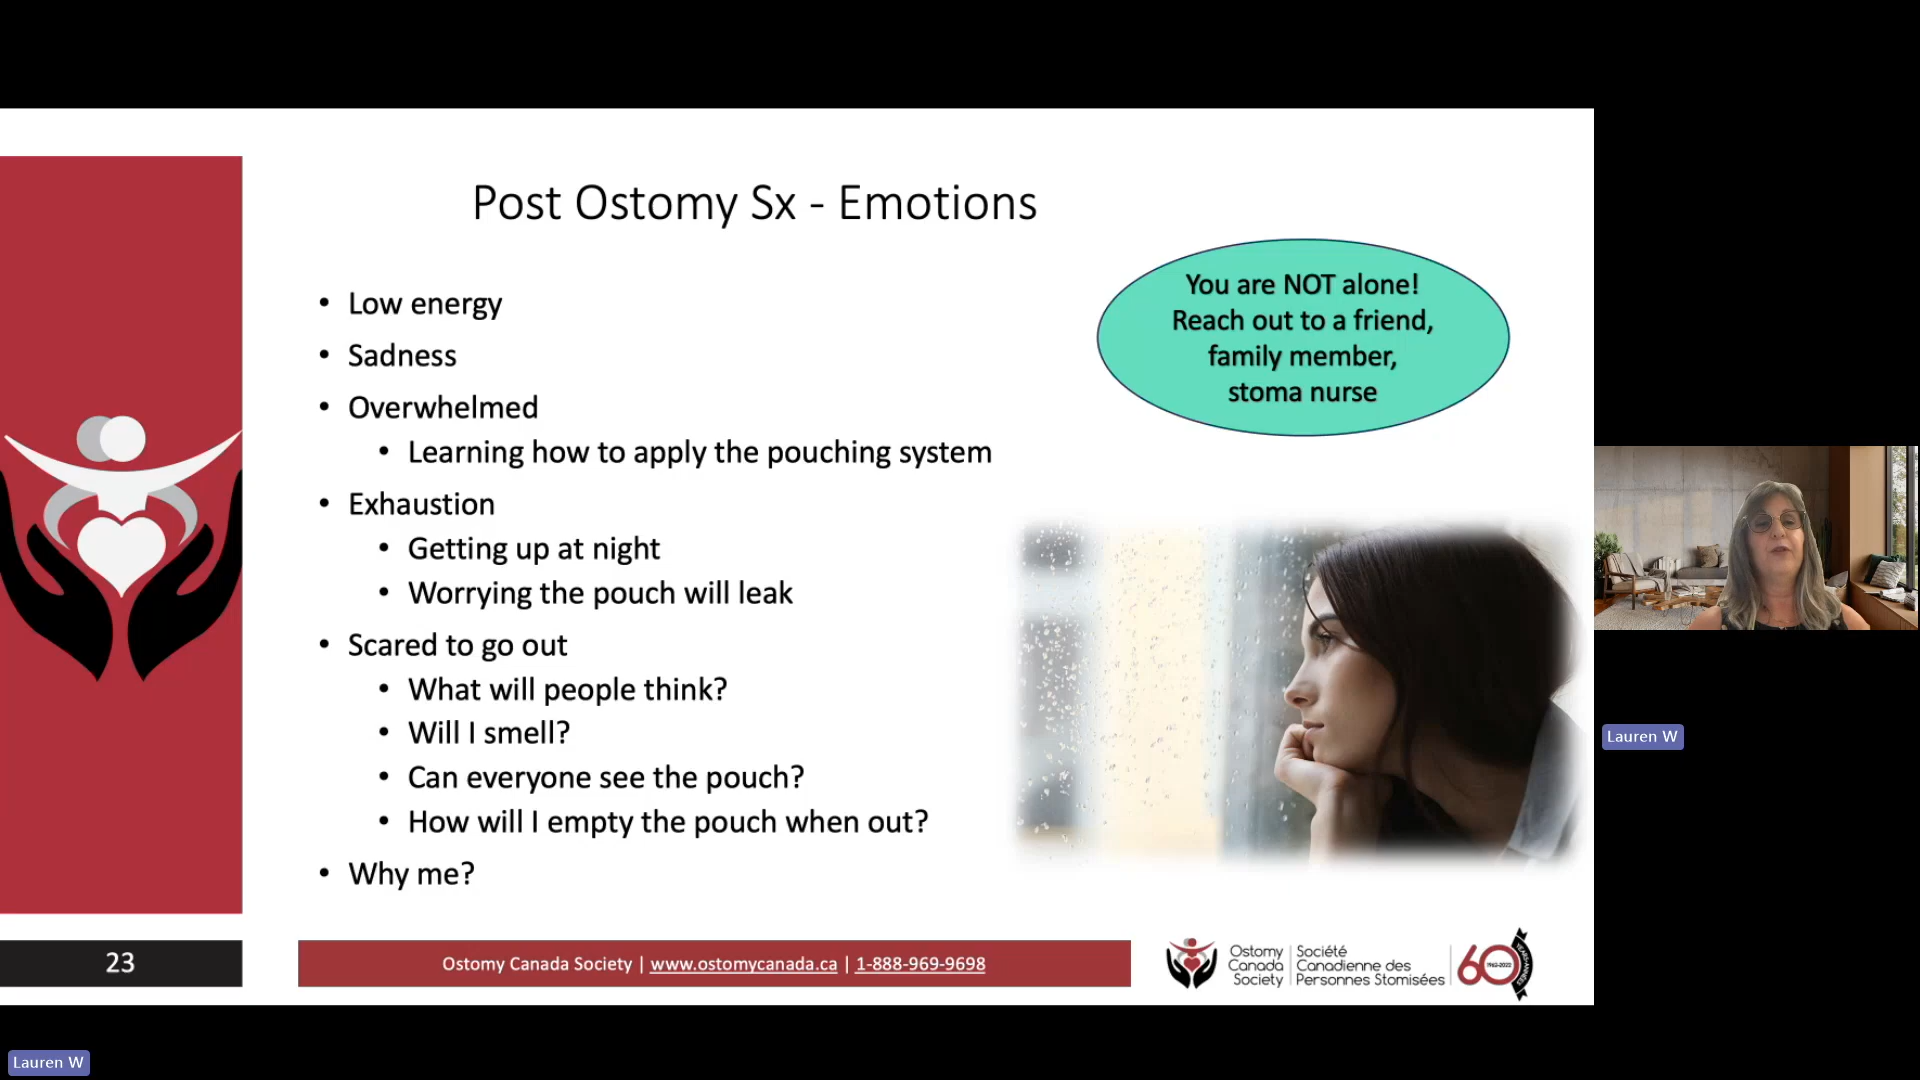 Post Ostomy Sx - Emotions
• Low energy
• Sadness
• Overwhelmed
• Learning how to apply the pouching system
• Exhaustion
• Getting up at night
• Worrying the pouch will leak
• Scared to go out
• What will people think?
• Will I smell?
• Can everyone see the pouch?
• How will I empty the pouch when out?
• Why me?
You are NOT alone!
Reach out to a friend,
family member,
stoma nurse
23
Ostomy Canada Society | www.ostomycanada.ca | 1-888-969-9698
Ostomy
Canada
Society
Société
Canadienne des
Personnes Stomisées
60
1962-2022
Lauren W
Lauren W